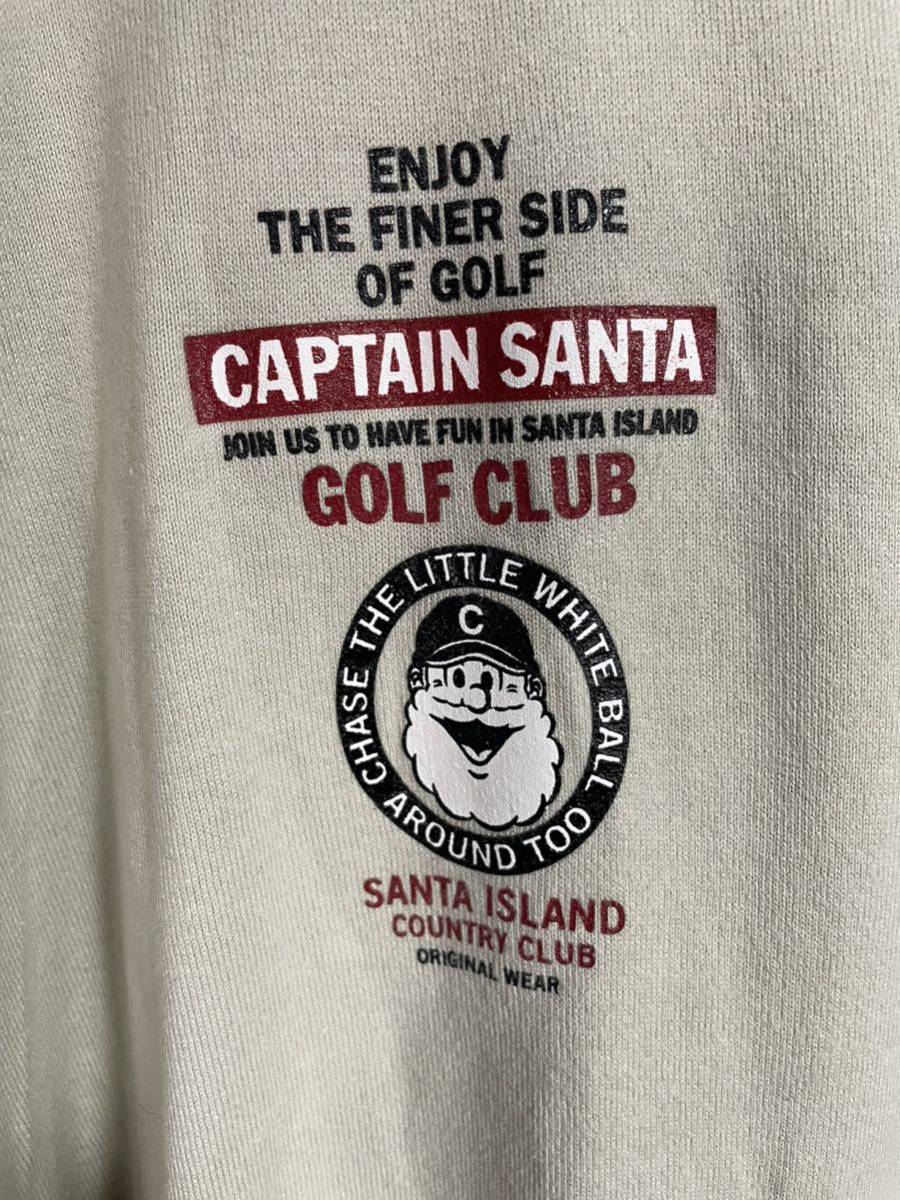 ENJOY
THE FINER SIDE
OF GOLF
CAPTAIN SANTA
JOIN US TO HAVE FUN IN SANTA ISLAND
GOLF CLUB
CHASE THE LITTLE WHITE BALL
AROUND TOO
C
SANTA ISLAND
COUNTRY CLUB
ORIGINAL WEAR